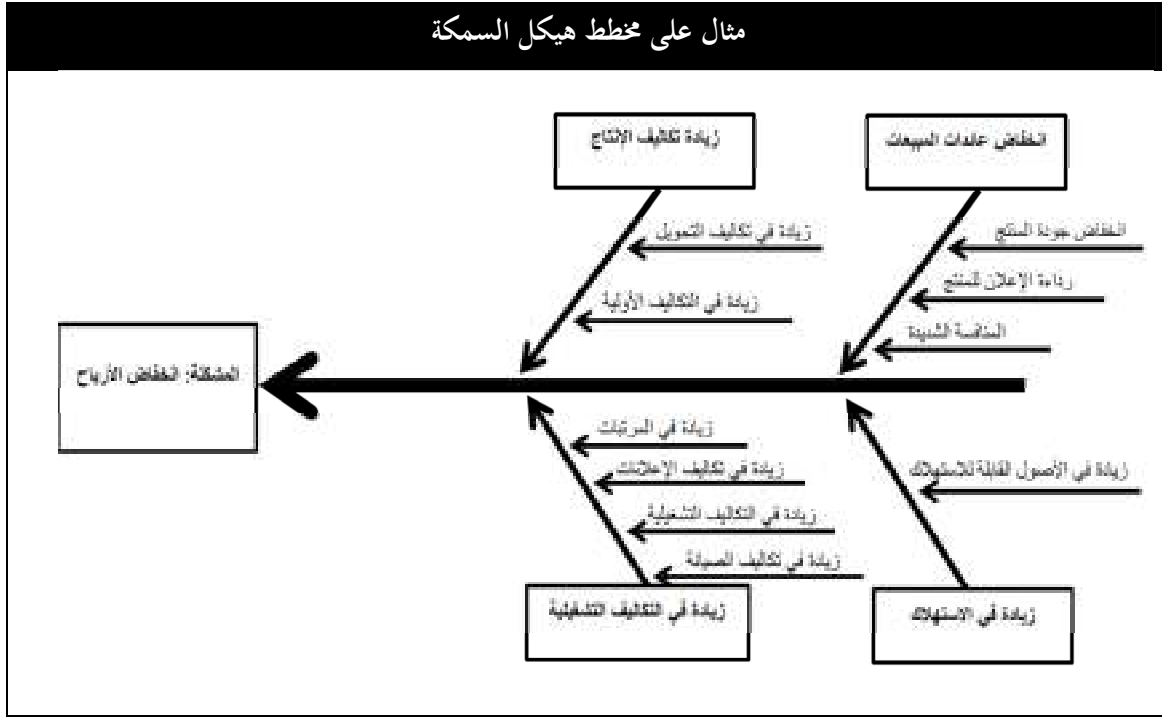 مثال على مخطط هيكل السمكة
انخفاض عائدات المبيعات
زيادة تكاليف الإنتاج
انخفاض جودة المنتج
رداءة الإعلان للمنتج
المنافسة الشديدة
زيادة في تكاليف التمويل
زيادة في التكاليف الأولية
المشكلة: انخفاض الأرباح
زيادة في الأصول القابلة للاستهلاك
زيادة في المرتبات
زيادة في تكاليف الإعلانات
زيادة في التكاليف التشغيلية
زيادة في تكاليف الصيانة
زيادة في الاستهلاك
زيادة في التكاليف التشغيلية